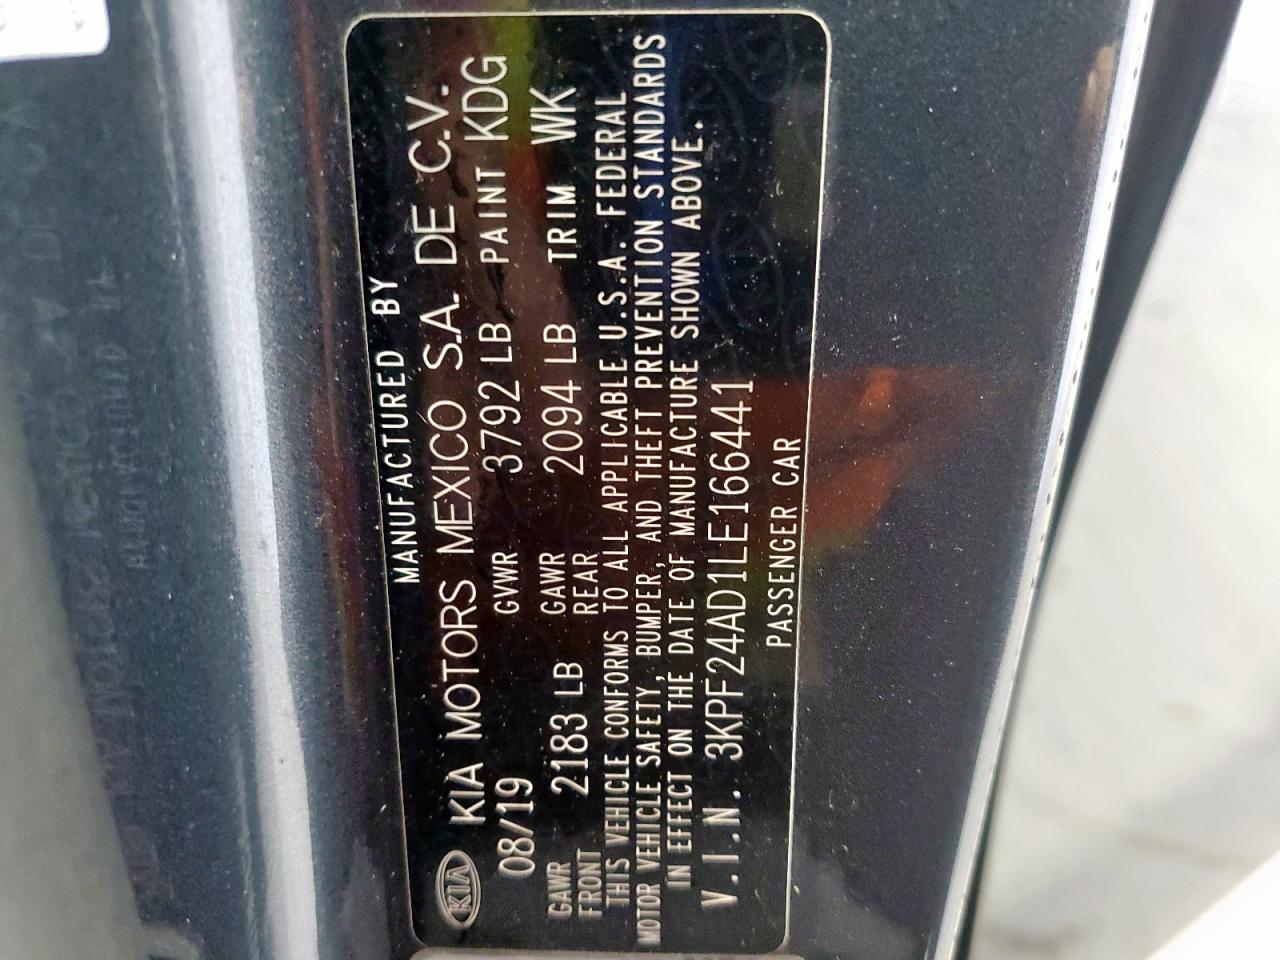 MANUFACTURED BY
KIA KIA MOTORS MEXICO S.A. DE C.V.
08/19 GVWR 3792 LB PAINT KDG
GAWR FRONT 2183 LB GAWR REAR 2094 LB TRIM WK
THIS VEHICLE CONFORMS TO ALL APPLICABLE U.S.A. FEDERAL
MOTOR VEHICLE SAFETY, BUMPER, AND THEFT PREVENTION STANDARDS
IN EFFECT ON THE DATE OF MANUFACTURE SHOWN ABOVE.
V.I.N. 3KPF24AD1LE166441
PASSENGER CAR